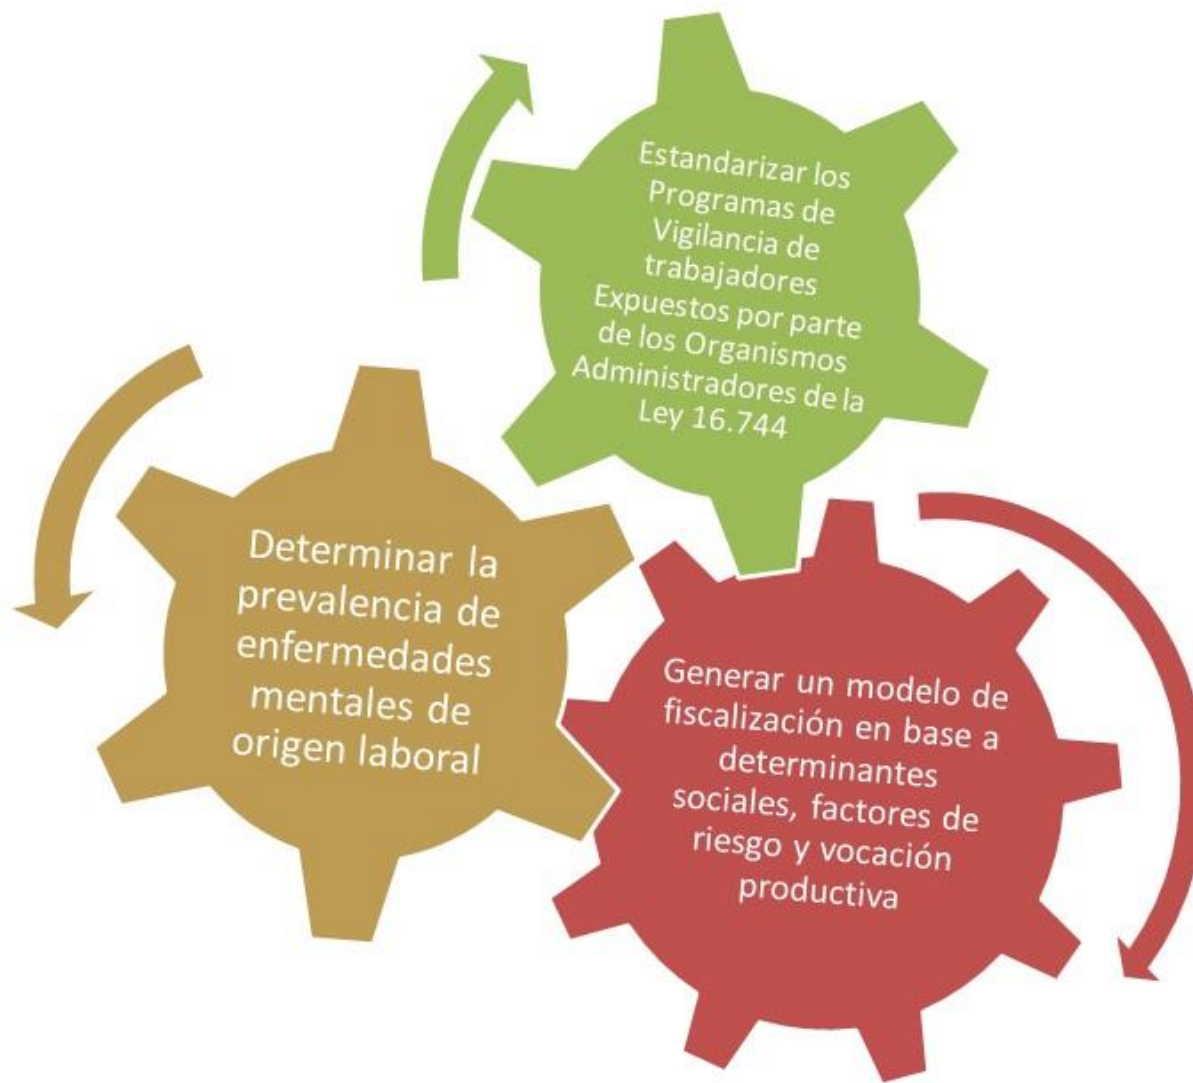 Estandarizar los
Programas de
Vigilancia de
trabajadores
Expuestos por parte
de los Organismos
Administradores de la
Ley 16.744
Determinar la
prevalencia de
enfermedades
mentales de
origen laboral
Generar un modelo de
fiscalización en base a
determinantes
sociales, factores de
riesgo y vocación
productiva